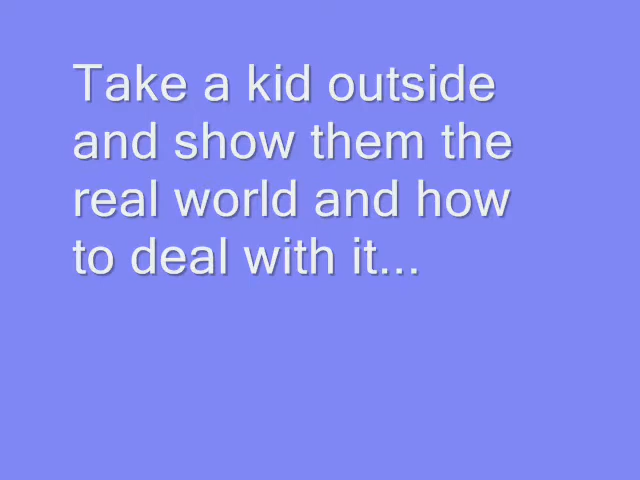 Take a kid outside
and show them the
real world and how
to deal with it...